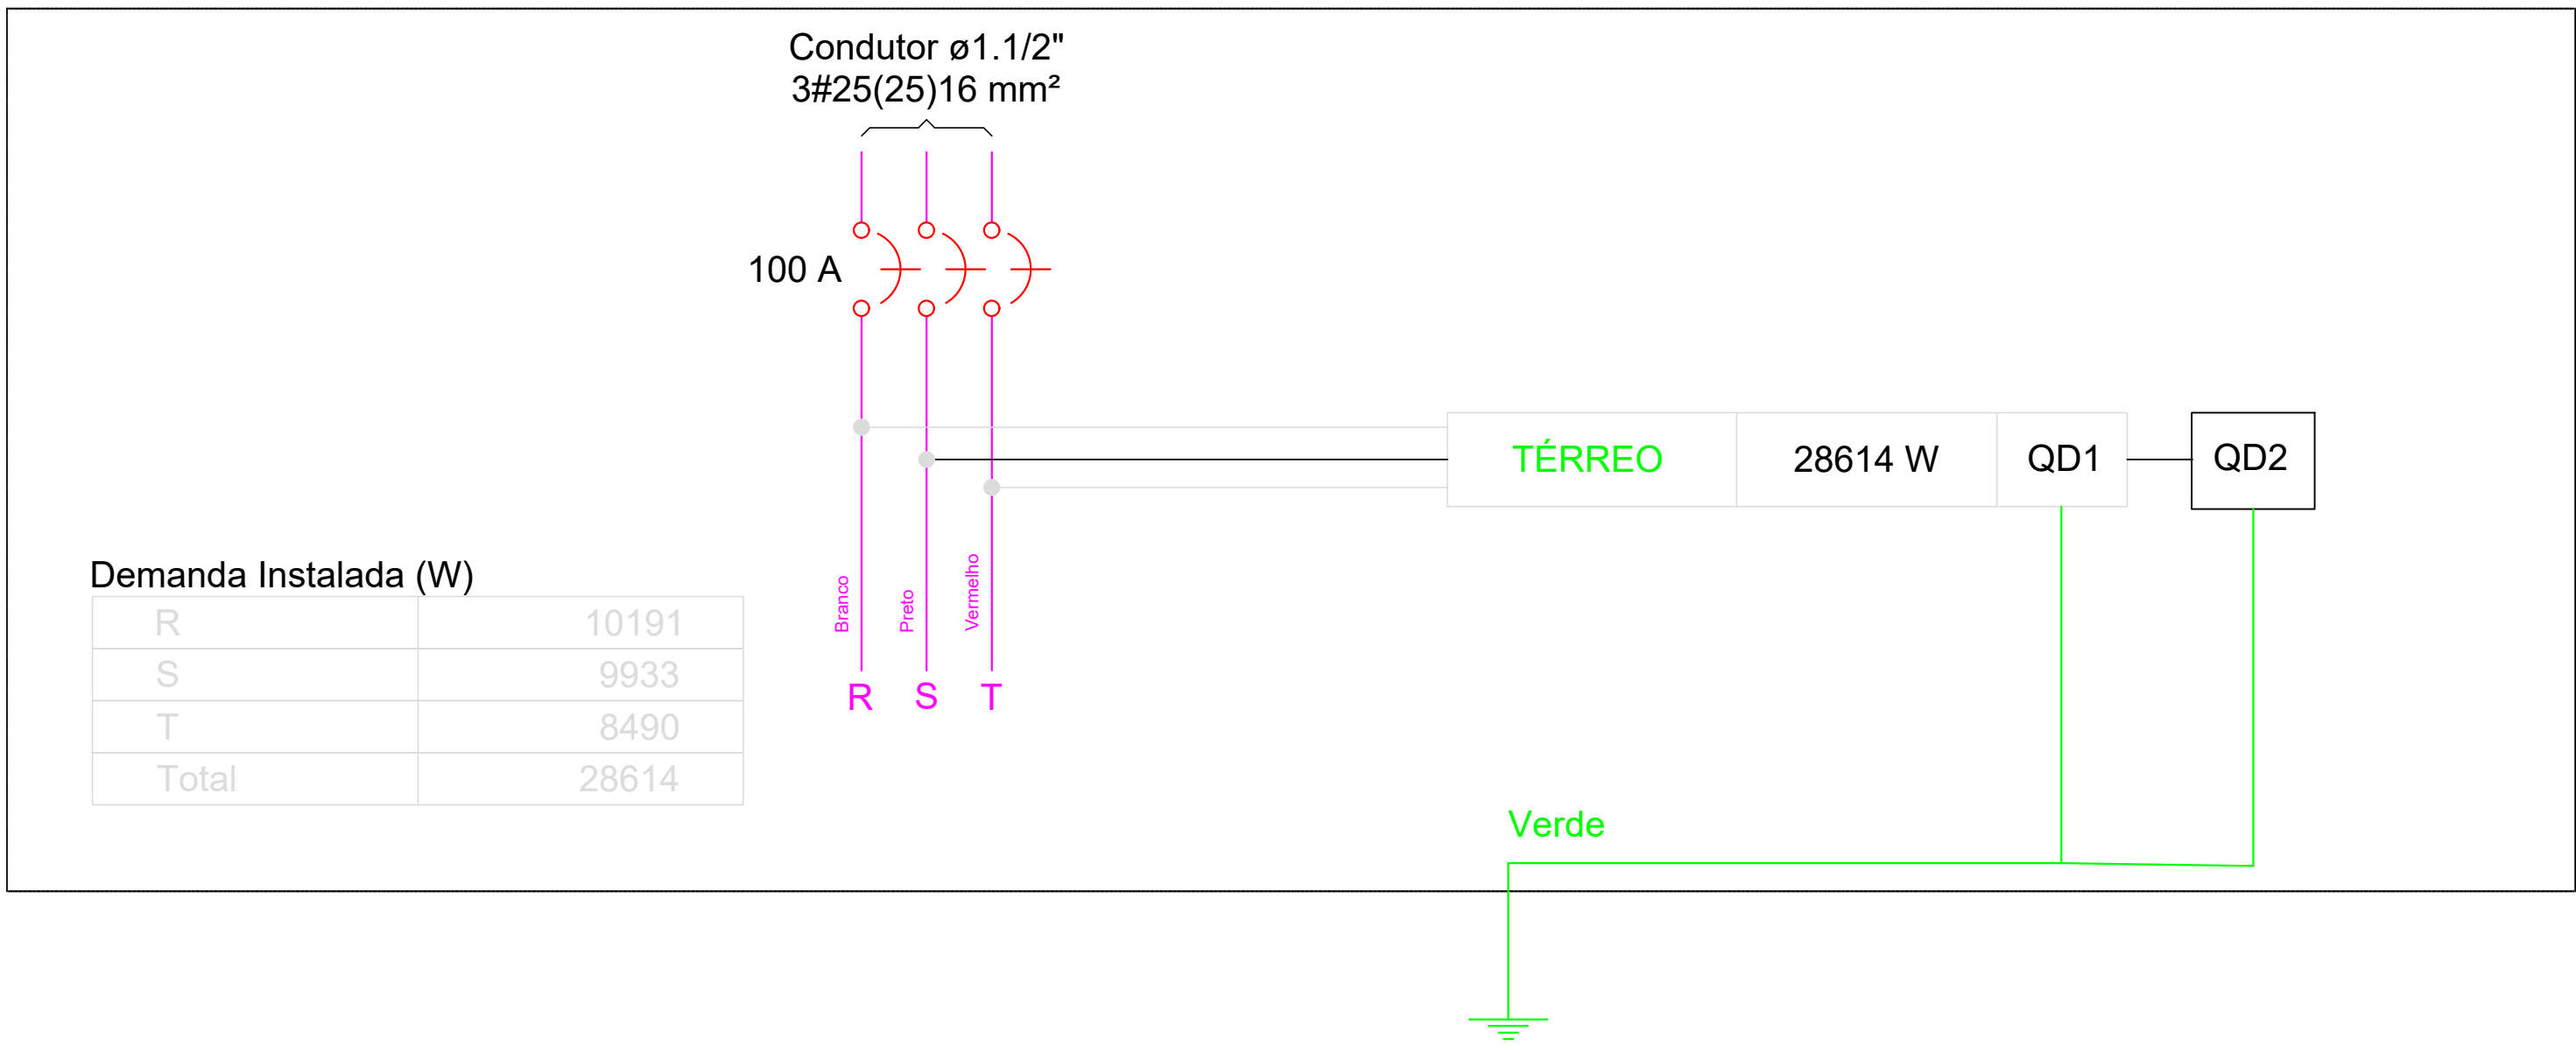 Condutor ø1.1/2"
3#25(25)16 mm²
100 A
TÉRREO 28614 W QD1 QD2
Demanda Instalada (W)
R 10191
S 9933
T 8490
Total 28614
Branco
Preto
Vermelho
R S T
Verde